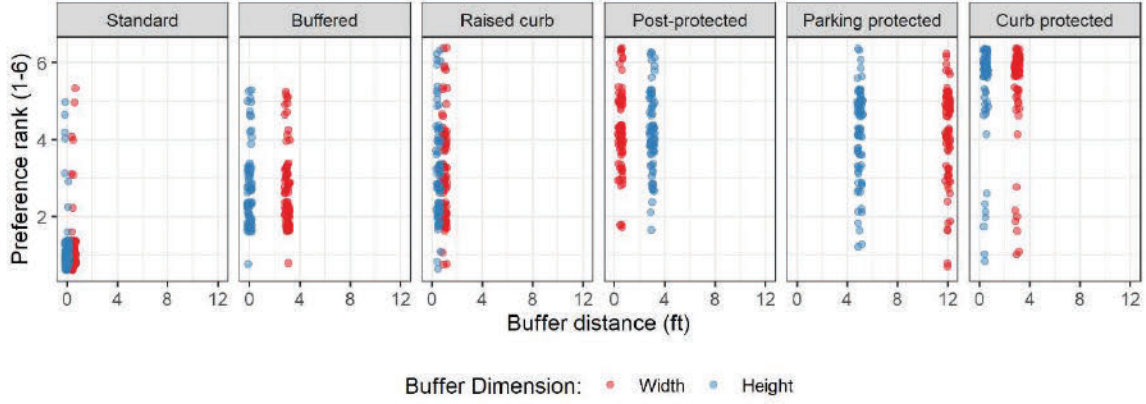 Standard Buffered Raised curb Post-protected Parking protected Curb protected
Preference rank (1-6)
6
4
2
0 4 8 12 0 4 8 12 0 4 8 12 0 4 8 12 0 4 8 12 0 4 8 12
Buffer distance (ft)
Buffer Dimension: Width Height